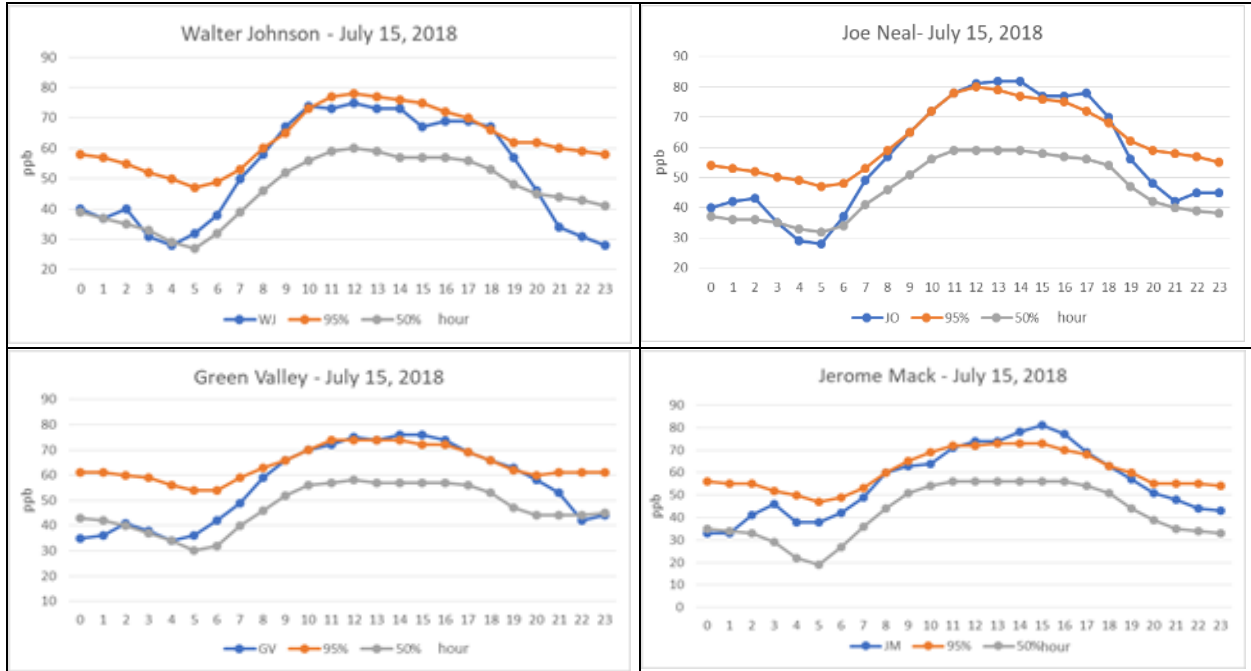 Walter Johnson - July 15, 2018
90
80
70
60
50
40
30
20
ppb
0 1 2 3 4 5 6 7 8 9 10 11 12 13 14 15 16 17 18 19 20 21 22 23
WJ 95% 50% hour
Joe Neal- July 15, 2018
90
80
70
60
50
40
30
20
ppb
0 1 2 3 4 5 6 7 8 9 10 11 12 13 14 15 16 17 18 19 20 21 22 23
JO 95% 50% hour
Green Valley - July 15, 2018
90
80
70
60
50
40
30
20
10
ppb
0 1 2 3 4 5 6 7 8 9 10 11 12 13 14 15 16 17 18 19 20 21 22 23
GV 95% 50% hour
Jerome Mack - July 15, 2018
90
80
70
60
50
40
30
20
10
0
ppb
0 1 2 3 4 5 6 7 8 9 10 11 12 13 14 15 16 17 18 19 20 21 22 23
JM 95% 50%hour